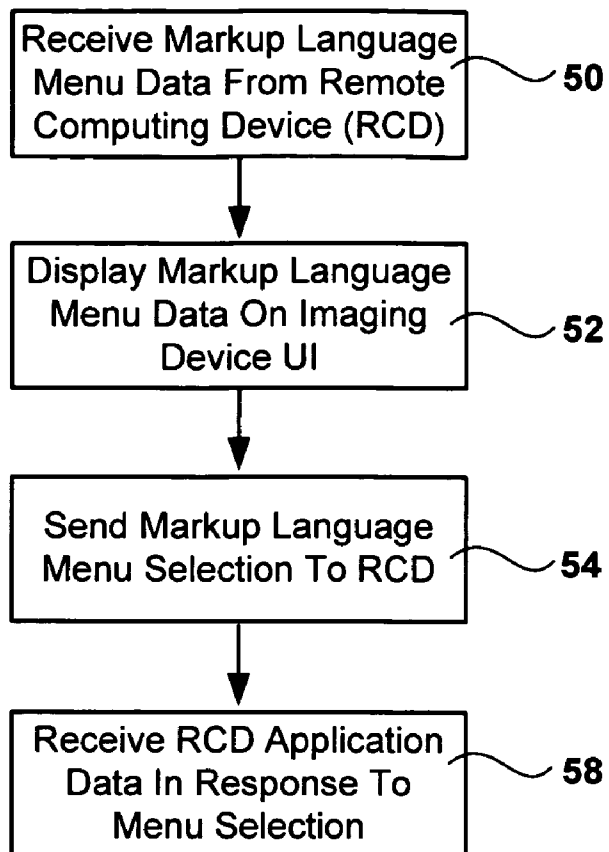 Receive Markup Language
Menu Data From Remote
Computing Device (RCD)
50
Display Markup Language
Menu Data On Imaging
Device UI
52
Send Markup Language
Menu Selection To RCD
54
Receive RCD Application
Data In Response To
Menu Selection
58